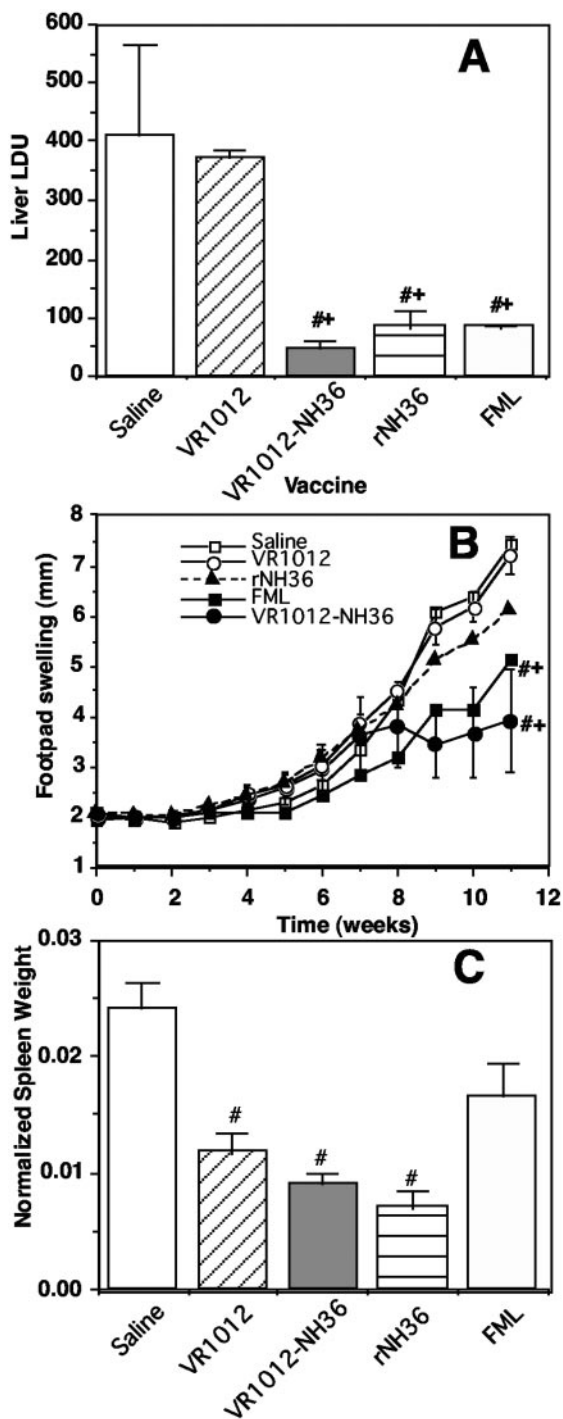 A
600
500
400
300
200
100
0
Liver LDU
#+
#+
#+
Saline
VR1012
VR1012-NH36
rNH36
FML
Vaccine
B
8
7
6
5
4
3
2
1
Footpad swelling (mm)
Saline
VR1012
rNH36
FML
VR1012-NH36
#+
#+
0 2 4 6 8 10 12
Time (weeks)
C
0.03
0.02
0.01
0.00
Normalized Spleen Weight
#
#
#
Saline
VR1012
VR1012-NH36
rNH36
FML